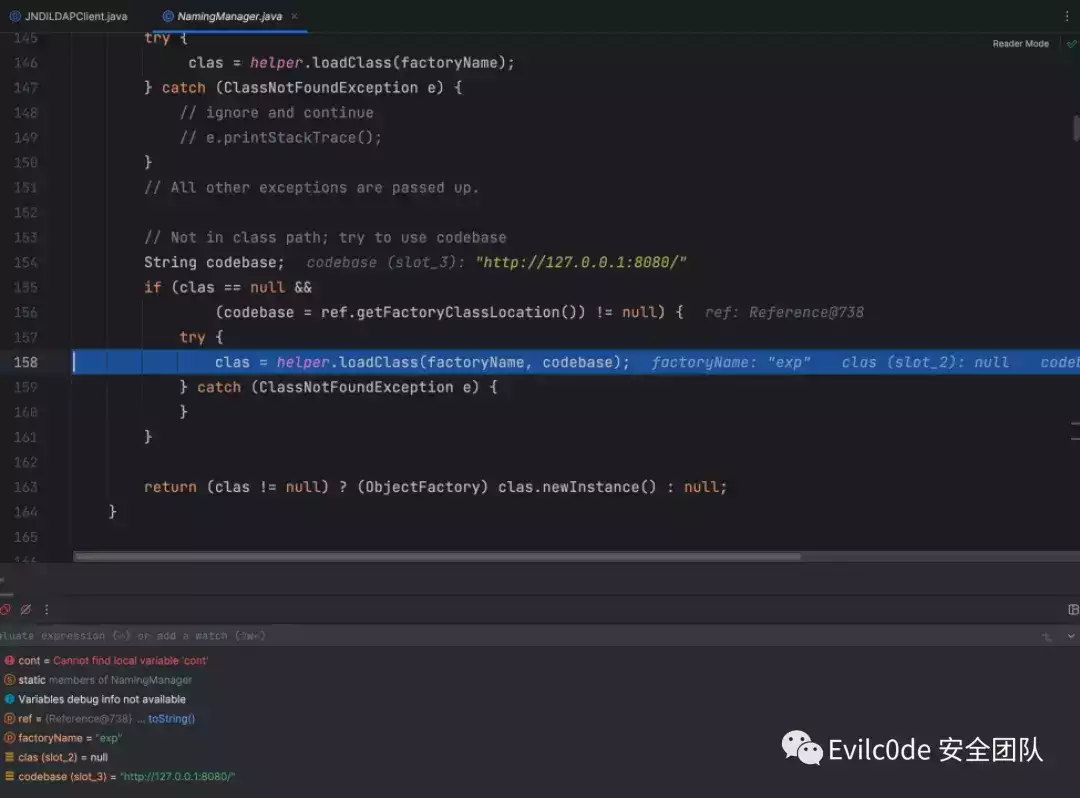 JNDILDAPClient.java NamingManager.java ×
Reader Mode
145 try {
146 clas = helper.loadClass(factoryName);
147 } catch (ClassNotFoundException e) {
148 // ignore and continue
149 // e.printStackTrace();
150 }
151 // All other exceptions are passed up.
152
153 // Not in class path; try to use codebase
154 String codebase; codebase (slot_3): "http://127.0.0.1:8080/"
155 if (clas == null &&
156 (codebase = ref.getFactoryClassLocation()) != null) { ref: Reference@738
157 try {
158 clas = helper.loadClass(factoryName, codebase); factoryName: "exp" clas (slot_2): null codeb
159 } catch (ClassNotFoundException e) {
160 }
161 }
162
163 return (clas != null) ? (ObjectFactory) clas.newInstance() : null;
164 }
165
166
luate expression (⏎) or add a watch (⇧⌘⏎)
cont = Cannot find local variable 'cont'
static members of NamingManager
Variables debug info not available
ref = {Reference@738} ... toString()
factoryName = "exp"
clas (slot_2) = null
codebase (slot_3) = "http://127.0.0.1:8080/"
Evilc0de 安全团队